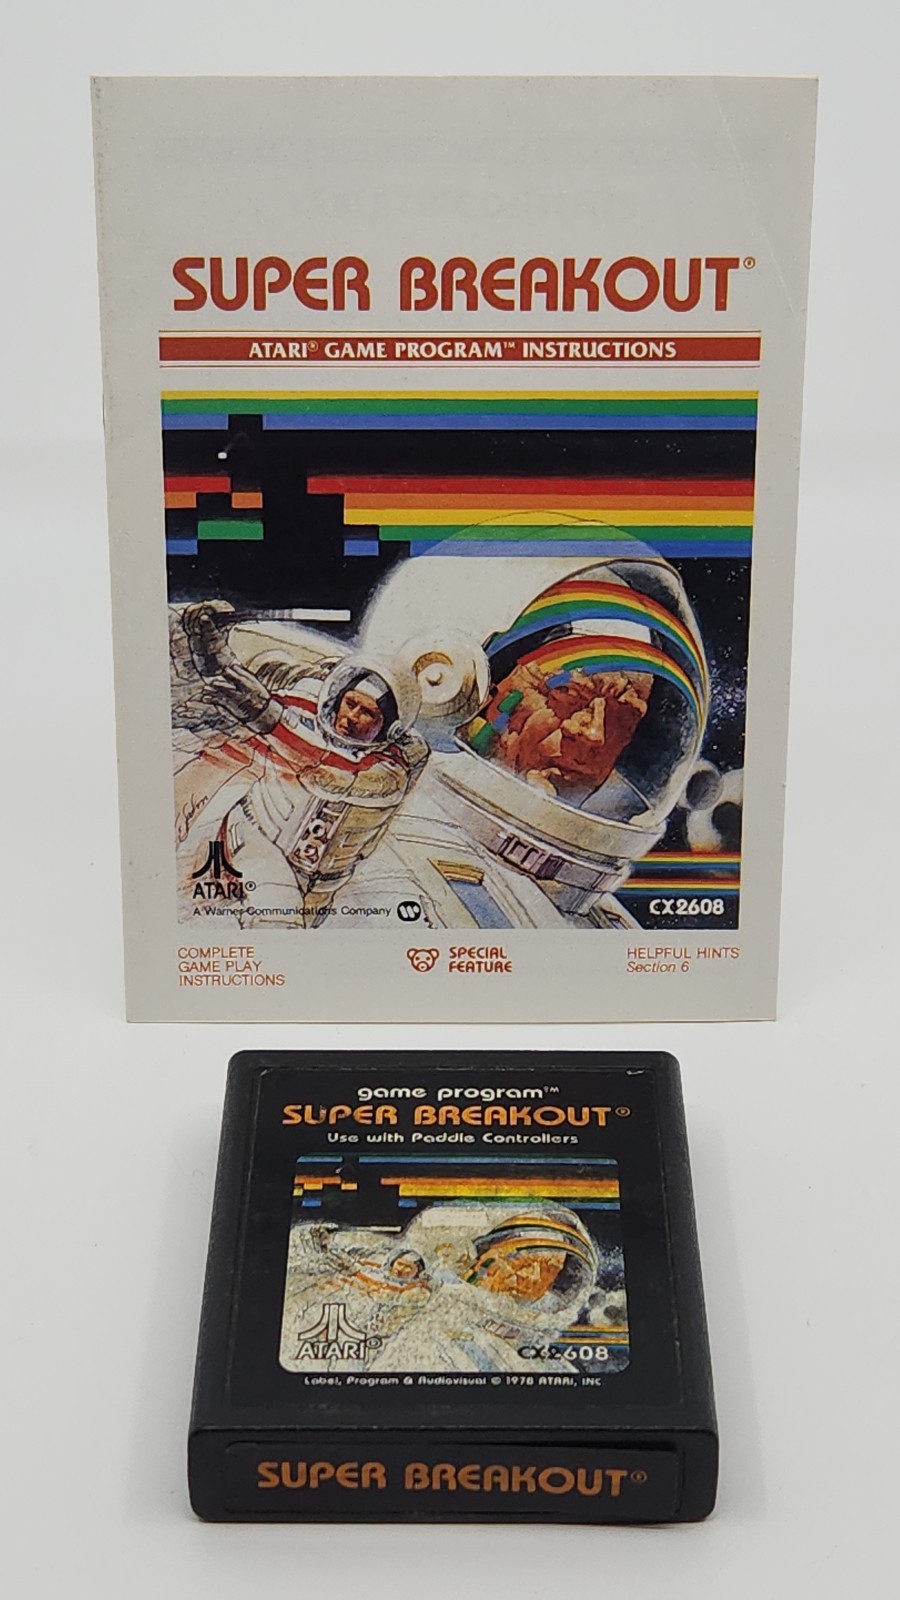 SUPER BREAKOUT®
ATARI® GAME PROGRAM™ INSTRUCTIONS
ATARI®
A Warner Communications Company
CX2608
COMPLETE
GAME PLAY
INSTRUCTIONS
SPECIAL
FEATURE
HELPFUL HINTS
Section 6
game program™
SUPER BREAKOUT®
Use with Paddle Controllers
ATARI®
CX2608
Label, Program & Audiovisual © 1978 ATARI, INC
SUPER BREAKOUT®